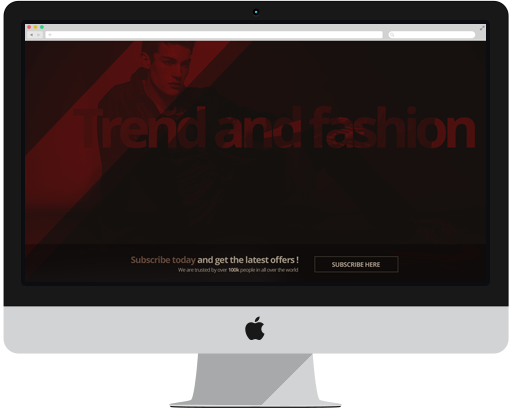 Trend and fashion
Subscribe today and get the latest offers !
We are trusted by over 100k people in all over the world
SUBSCRIBE HERE